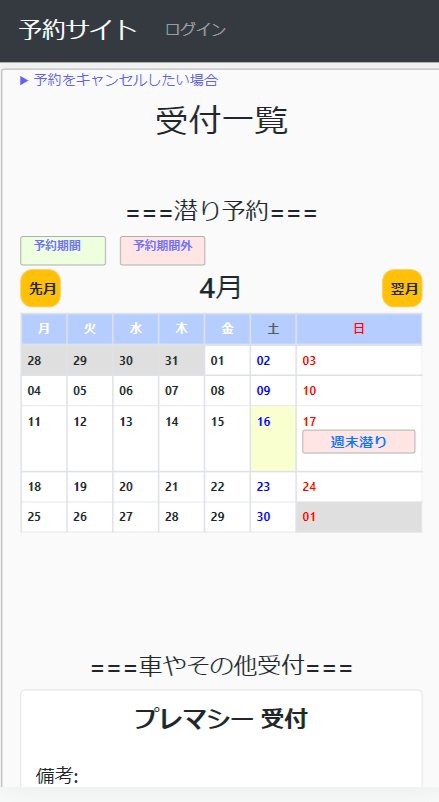 予約サイト ログイン
▶ 予約をキャンセルしたい場合
受付一覧
===潜り予約===
予約期間 予約期間外
先月 4月 翌月
月 火 水 木 金 土 日
28 29 30 31 01 02 03
04 05 06 07 08 09 10
11 12 13 14 15 16 17
週末潜り
18 19 20 21 22 23 24
25 26 27 28 29 30 01
===車やその他受付===
プレマシー 受付
備考: